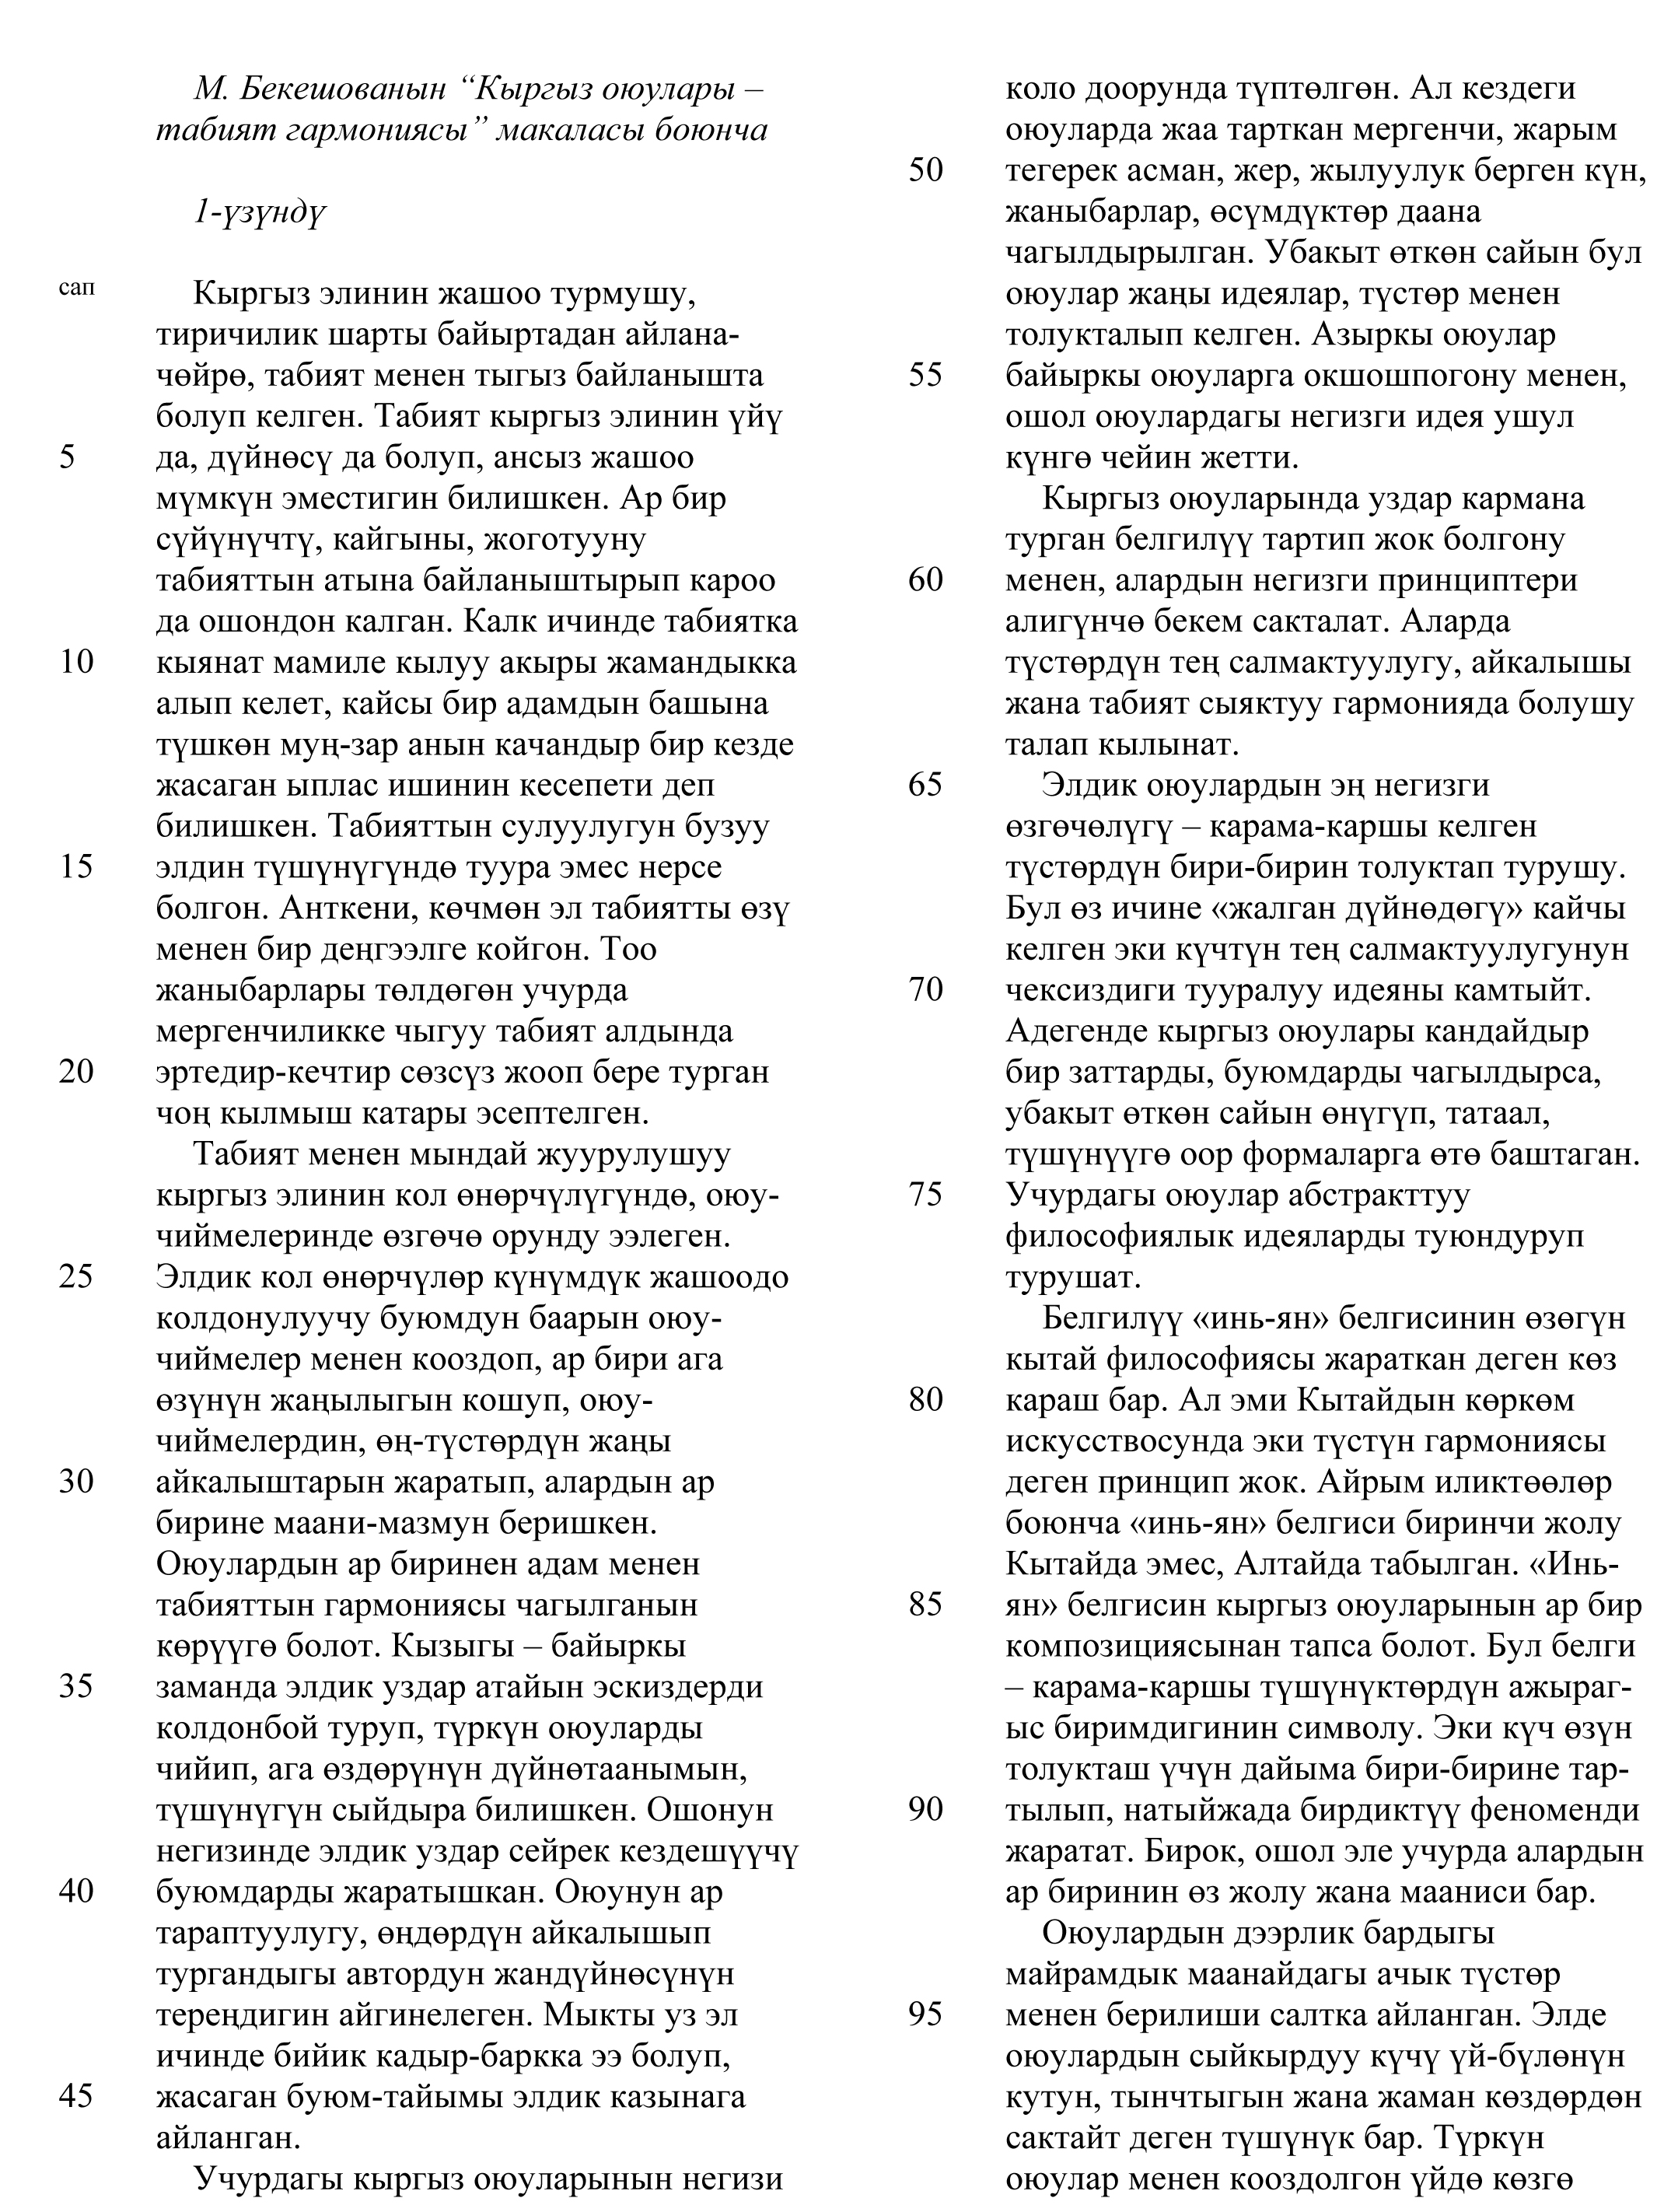 М. Бекешованын “Кыргыз оюулары –
табият гармониясы” макаласы боюнча
1-үзүндү
сап Кыргыз элинин жашоо турмушу,
тиричилик шарты байыртадан айлана-
чөйрө, табият менен тыгыз байланышта
болуп келген. Табият кыргыз элинин үйү
5 да, дүйнөсү да болуп, ансыз жашоо
мүмкүн эместигин билишкен. Ар бир
сүйүнүчтү, кайгыны, жоготууну
табияттын атына байланыштырып кароо
да ошондон калган. Калк ичинде табиятка
10 кыянат мамиле кылуу акыры жамандыкка
алып келет, кайсы бир адамдын башына
түшкөн муң-зар анын качандыр бир кезде
жасаган ыплас ишинин кесепети деп
билишкен. Табияттын сулуулугун бузуу
15 элдин түшүнүгүндө туура эмес нерсе
болгон. Анткени, көчмөн эл табиятты өзү
менен бир деңгээлге койгон. Тоо
жаныбарлары төлдөгөн учурда
мергенчиликке чыгуу табият алдында
20 эртедир-кечтир сөзсүз жооп бере турган
чоң кылмыш катары эсептелген.
Табият менен мындай жуурулушуу
кыргыз элинин кол өнөрчүлүгүндө, оюу-
чиймелеринде өзгөчө орунду ээлеген.
25 Элдик кол өнөрчүлөр күнүмдүк жашоодо
колдонулуучу буюмдун баарын оюу-
чиймелер менен кооздоп, ар бири ага
өзүнүн жаңылыгын кошуп, оюу-
чиймелердин, өң-түстөрдүн жаңы
30 айкалыштарын жаратып, алардын ар
бирине маани-мазмун беришкен.
Оюулардын ар биринен адам менен
табияттын гармониясы чагылганын
көрүүгө болот. Кызыгы – байыркы
35 заманда элдик уздар атайын эскиздерди
колдонбой туруп, түркүн оюуларды
чийип, ага өздөрүнүн дүйнөтаанымын,
түшүнүгүн сыйдыра билишкен. Ошонун
негизинде элдик уздар сейрек кездешүүчү
40 буюмдарды жаратышкан. Оюунун ар
тараптуулугу, өңдөрдүн айкалышып
тургандыгы автордун жандүйнөсүнүн
тереңдигин айгинелеген. Мыкты уз эл
ичинде бийик кадыр-баркка ээ болуп,
45 жасаган буюм-тайымы элдик казынага
айланган.
Учурдагы кыргыз оюуларынын негизи
коло доорунда түптөлгөн. Ал кездеги
оюуларда жаа тарткан мергенчи, жарым
50 тегерек асман, жер, жылуулук берген күн,
жаныбарлар, өсүмдүктөр даана
чагылдырылган. Убакыт өткөн сайын бул
оюулар жаңы идеялар, түстөр менен
толукталып келген. Азыркы оюулар
55 байыркы оюуларга окшошпогону менен,
ошол оюулардагы негизги идея ушул
күнгө чейин жетти.
Кыргыз оюуларында уздар кармана
турган белгилүү тартип жок болгону
60 менен, алардын негизги принциптери
алигүнчө бекем сакталат. Аларда
түстөрдүн тең салмактуулугу, айкалышы
жана табият сыяктуу гармонияда болушу
талап кылынат.
65 Элдик оюулардын эң негизги
өзгөчөлүгү – карама-каршы келген
түстөрдүн бири-бирин толуктап турушу.
Бул өз ичине «жалган дүйнөдөгү» кайчы
келген эки күчтүн тең салмактуулугунун
70 чексиздиги тууралуу идеяны камтыйт.
Адегенде кыргыз оюулары кандайдыр
бир заттарды, буюмдарды чагылдырса,
убакыт өткөн сайын өнүгүп, татаал,
түшүнүүгө оор формаларга өтө баштаган.
75 Учурдагы оюулар абстракттуу
философиялык идеяларды туюндуруп
турушат.
Белгилүү «инь-ян» белгисинин өзөгүн
кытай философиясы жараткан деген көз
80 караш бар. Ал эми Кытайдын көркөм
искусствосунда эки түстүн гармониясы
деген принцип жок. Айрым иликтөөлөр
боюнча «инь-ян» белгиси биринчи жолу
Кытайда эмес, Алтайда табылган. «Инь-
85 ян» белгисин кыргыз оюуларынын ар бир
композициясынан тапса болот. Бул белги
– карама-каршы түшүнүктөрдүн ажыраг-
ыс биримдигинин символу. Эки күч өзүн
толукташ үчүн дайыма бири-бирине тар-
90 тылып, натыйжада бирдиктүү феноменди
жаратат. Бирок, ошол эле учурда алардын
ар биринин өз жолу жана мааниси бар.
Оюулардын дээрлик бардыгы
майрамдык маанайдагы ачык түстөр
95 менен берилиши салтка айланган. Элде
оюулардын сыйкырдуу күчү үй-бүлөнүн
кутун, тынчтыгын жана жаман көздөрдөн
сактайт деген түшүнүк бар. Түркүн
оюулар менен кооздолгон үйдө көзгө